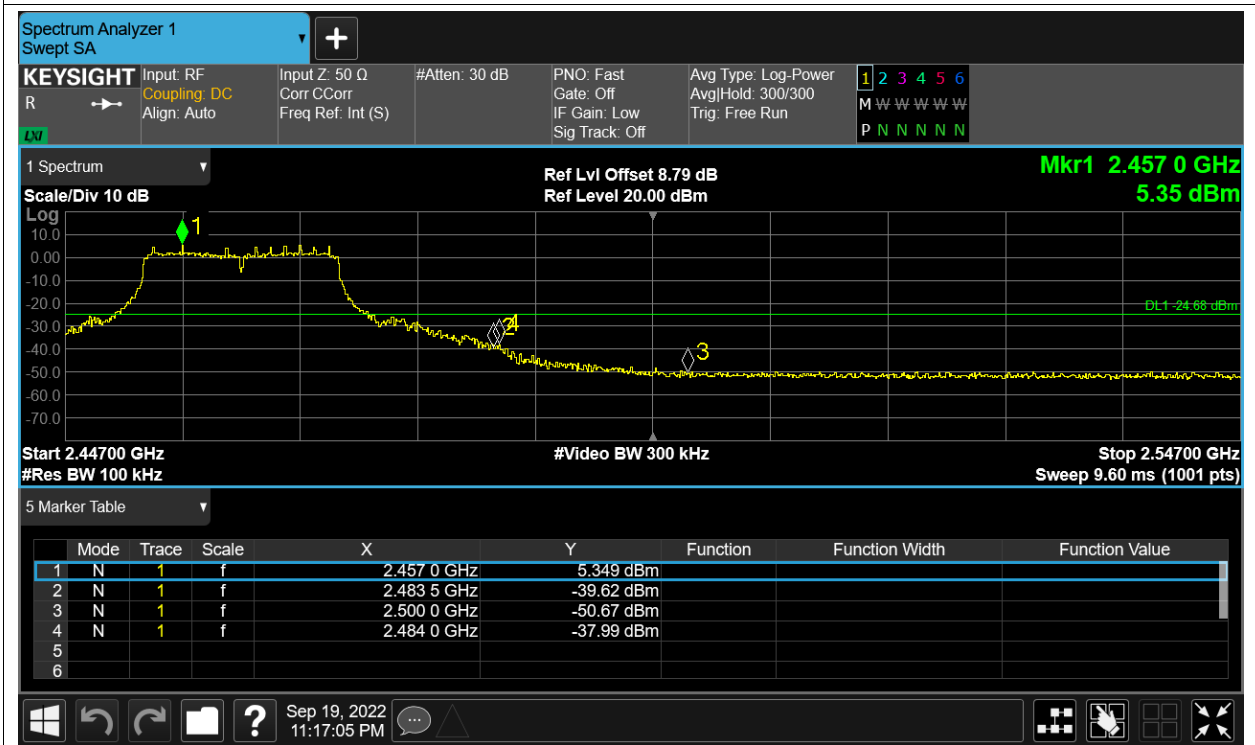 Spectrum Analyzer 1
Swept SA
KEYSIGHT
R
LXI
Input: RF
Coupling: DC
Align: Auto
Input Z: 50 Ω
Corr CCorr
Freq Ref: Int (S)
#Atten: 30 dB
PNO: Fast
Gate: Off
IF Gain: Low
Sig Track: Off
Avg Type: Log-Power
Avg|Hold: 300/300
Trig: Free Run
1 2 3 4 5 6
M W W W W W
P N N N N N
1 Spectrum
Scale/Div 10 dB
Ref Lvl Offset 8.79 dB
Ref Level 20.00 dBm
Mkr1 2.457 0 GHz
5.35 dBm
Log
10.0
0.00
-10.0
-20.0
-30.0
-40.0
-50.0
-60.0
-70.0
1
2 4
3
DL1 -24.68 dBm
Start 2.44700 GHz
#Res BW 100 kHz
#Video BW 300 kHz
Stop 2.54700 GHz
Sweep 9.60 ms (1001 pts)
5 Marker Table
Mode Trace Scale X Y Function Function Width Function Value
1 N 1 f 2.457 0 GHz 5.349 dBm
2 N 1 f 2.483 5 GHz -39.62 dBm
3 N 1 f 2.500 0 GHz -50.67 dBm
4 N 1 f 2.484 0 GHz -37.99 dBm
5
6
?
Sep 19, 2022
11:17:05 PM